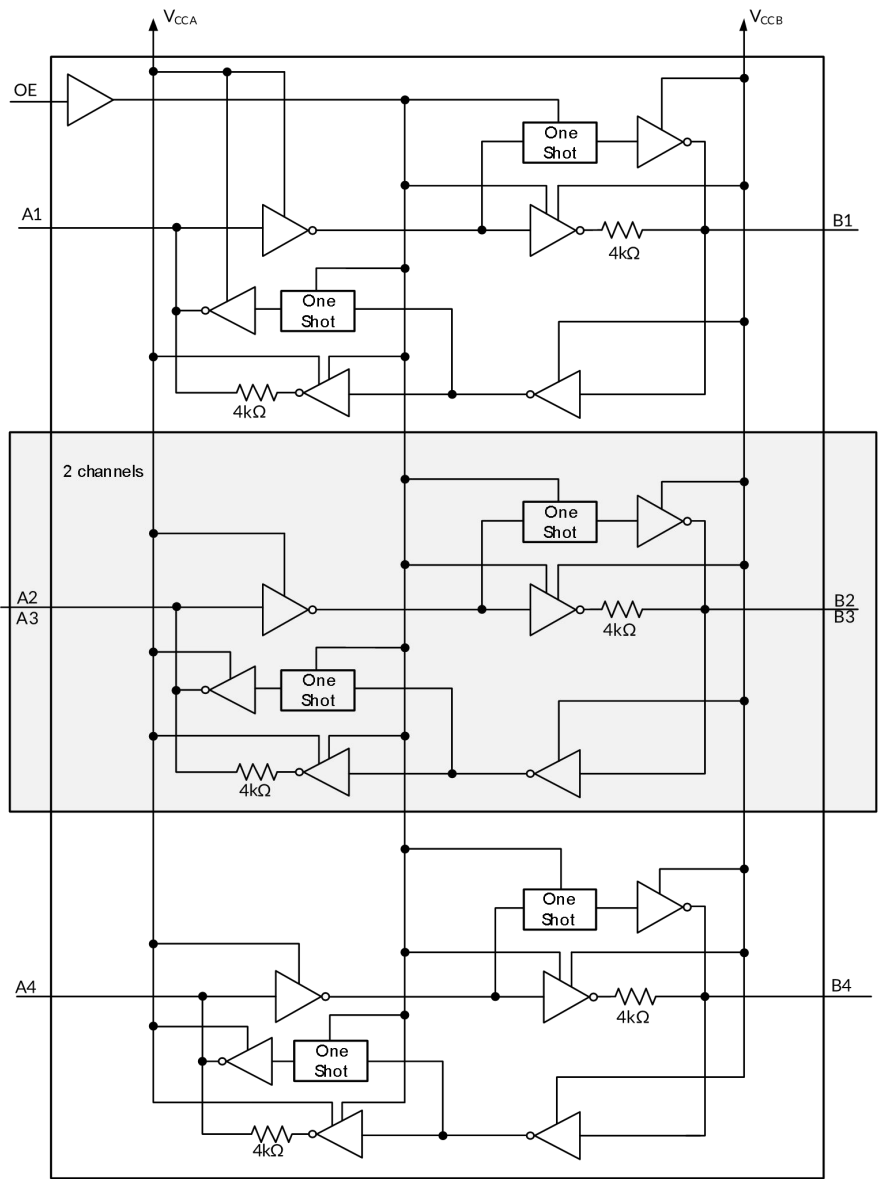 VCCA
VCCB
OE
One
Shot
A1
B1
4kΩ
One
Shot
4kΩ
2 channels
One
Shot
A2
A3
B2
B3
4kΩ
One
Shot
4kΩ
One
Shot
A4
B4
4kΩ
One
Shot
4kΩ